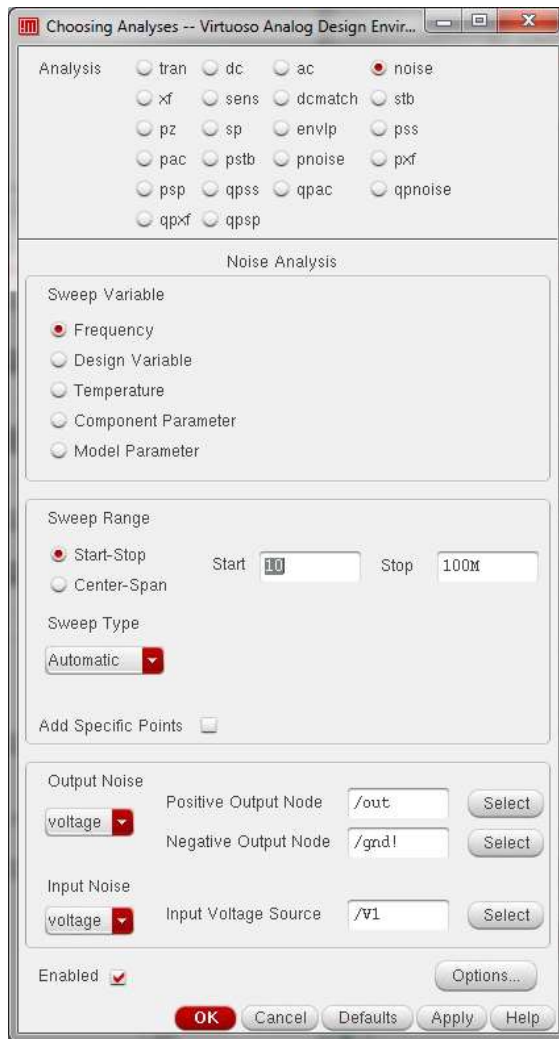 Choosing Analyses -- Virtuoso Analog Design Envir...
Analysis tran dc ac noise
xf sens dcmatch stb
pz sp envlp pss
pac pstb pnoise pxf
psp qpss qpac qpnoise
qpxf qpsp
Noise Analysis
Sweep Variable
Frequency
Design Variable
Temperature
Component Parameter
Model Parameter
Sweep Range
Start-Stop Start 10 Stop 100M
Center-Span
Sweep Type
Automatic
Add Specific Points
Output Noise
voltage
Positive Output Node /out Select
Negative Output Node /gnd! Select
Input Noise
voltage Input Voltage Source /V1 Select
Enabled Options...
OK Cancel Defaults Apply Help